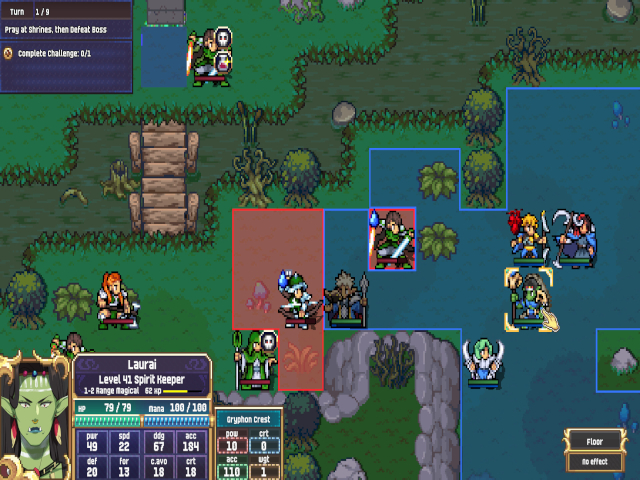 Turn 1 / 9
Pray at Shrines, then Defeat Boss
Complete Challenge: 0/1
Laurai
Level 41 Spirit Keeper
1-2 Range Magical 62 XP
HP 79 / 79 Mana 100 / 100
pwr spd ddg acc
49 22 67 184
def for c.avo crt
20 13 18 18
Gryphon Crest
pow crt
10 0
acc wgt
110 1
Floor
No effect